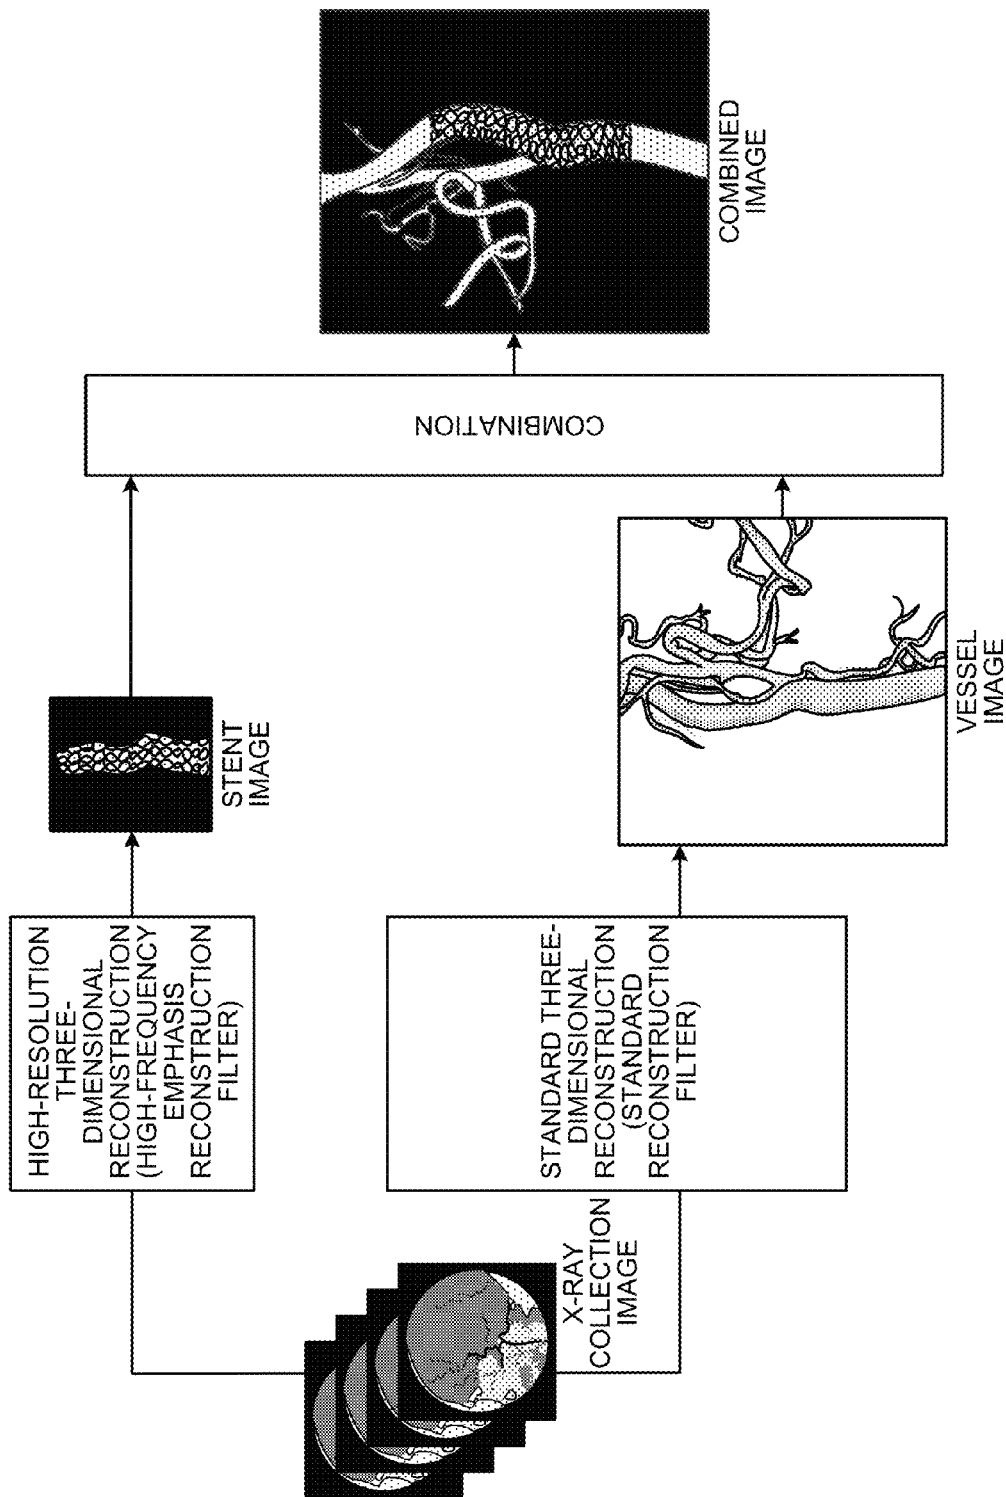 X-RAY
COLLECTION
IMAGE
HIGH-RESOLUTION
THREE-
DIMENSIONAL
RECONSTRUCTION
(HIGH-FREQUENCY
EMPHASIS
RECONSTRUCTION
FILTER)
STANDARD THREE-
DIMENSIONAL
RECONSTRUCTION
(STANDARD
RECONSTRUCTION
FILTER)
STENT
IMAGE
VESSEL
IMAGE
COMBINATION
COMBINED
IMAGE